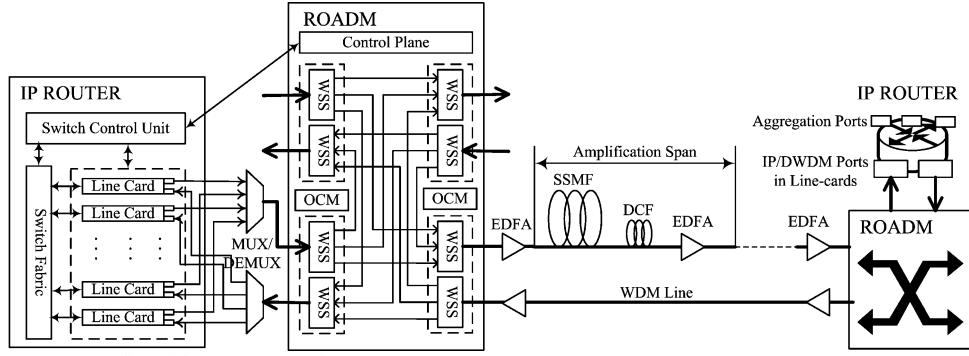 ROADM
Control Plane
IP ROUTER
Switch Control Unit
Switch Fabric
Line Card
Line Card
Line Card
Line Card
MUX/
DEMUX
WSS
WSS
WSS
WSS
OCM
OCM
WSS
WSS
WSS
WSS
EDFA
Amplification Span
SSMF
DCF
EDFA
EDFA
WDM Line
IP ROUTER
Aggregation Ports
IP/DWDM Ports
in Line-cards
ROADM